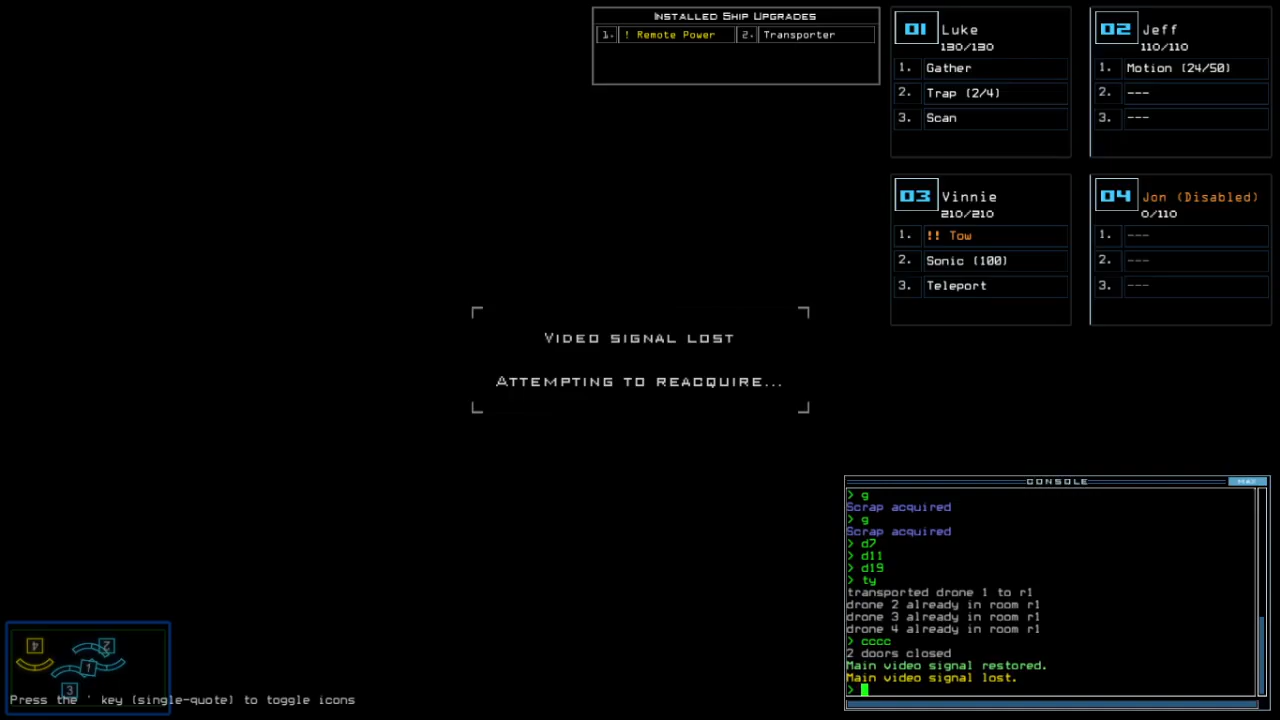 Installed Ship Upgrades
1. ! Remote Power 2. Transporter
01 Luke
130/130
1. Gather
2. Trap (2/4)
3. Scan
02 Jeff
110/110
1. Motion (24/50)
2. ---
3. ---
03 Vinnie
210/210
1. !! Tow
2. Sonic (100)
3. Teleport
04 Jon (Disabled)
0/110
1. ---
2. ---
3. ---
Video signal lost
Attempting to reacquire...
Console
> g
Scrap acquired
> g
Scrap acquired
> d7
> d11
> d19
> ty
transported drone 1 to r1
drone 2 already in room r1
drone 3 already in room r1
drone 4 already in room r1
> cccc
2 doors closed
Main video signal restored.
Main video signal lost.
>
4 2
1
3
Press the ' key (single-quote) to toggle icons